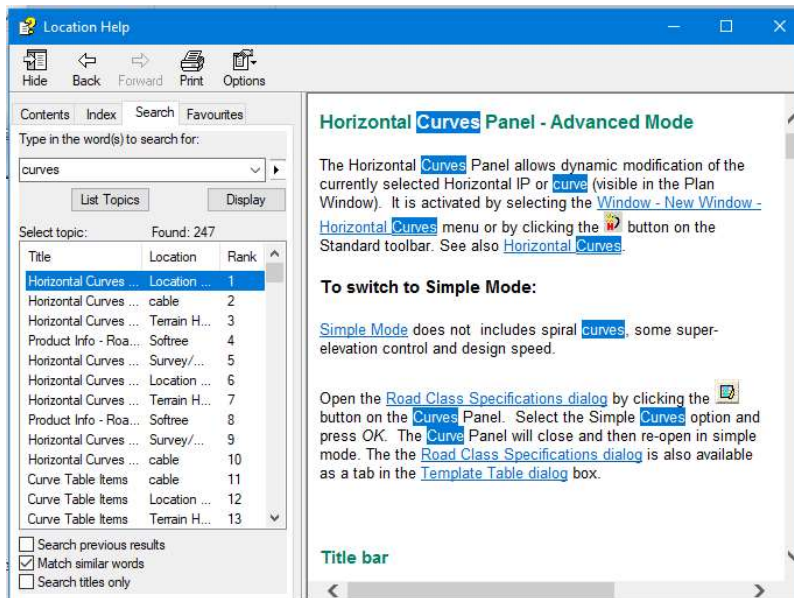 Location Help
Hide Back Forward Print Options
Contents Index Search Favourites
Type in the word(s) to search for:
curves
List Topics Display
Select topic: Found: 247
Title Location Rank
Horizontal Curves ... Location ... 1
Horizontal Curves ... cable 2
Horizontal Curves ... Terrain H... 3
Product Info - Roa... Softree 4
Horizontal Curves ... Survey/... 5
Horizontal Curves ... Location ... 6
Horizontal Curves ... Terrain H... 7
Product Info - Roa... Softree 8
Horizontal Curves ... Survey/... 9
Horizontal Curves ... cable 10
Curve Table Items cable 11
Curve Table Items Location ... 12
Curve Table Items Terrain H... 13
Search previous results
Match similar words
Search titles only
Horizontal Curves Panel - Advanced Mode
The Horizontal Curves Panel allows dynamic modification of the
currently selected Horizontal IP or curve (visible in the Plan
Window). It is activated by selecting the Window - New Window -
Horizontal Curves menu or by clicking the button on the
Standard toolbar. See also Horizontal Curves.
To switch to Simple Mode:
Simple Mode does not includes spiral curves, some super-
elevation control and design speed.
Open the Road Class Specifications dialog by clicking the
button on the Curves Panel. Select the Simple Curves option and
press OK. The Curve Panel will close and then re-open in simple
mode. The the Road Class Specifications dialog is also available
as a tab in the Template Table dialog box.
Title bar